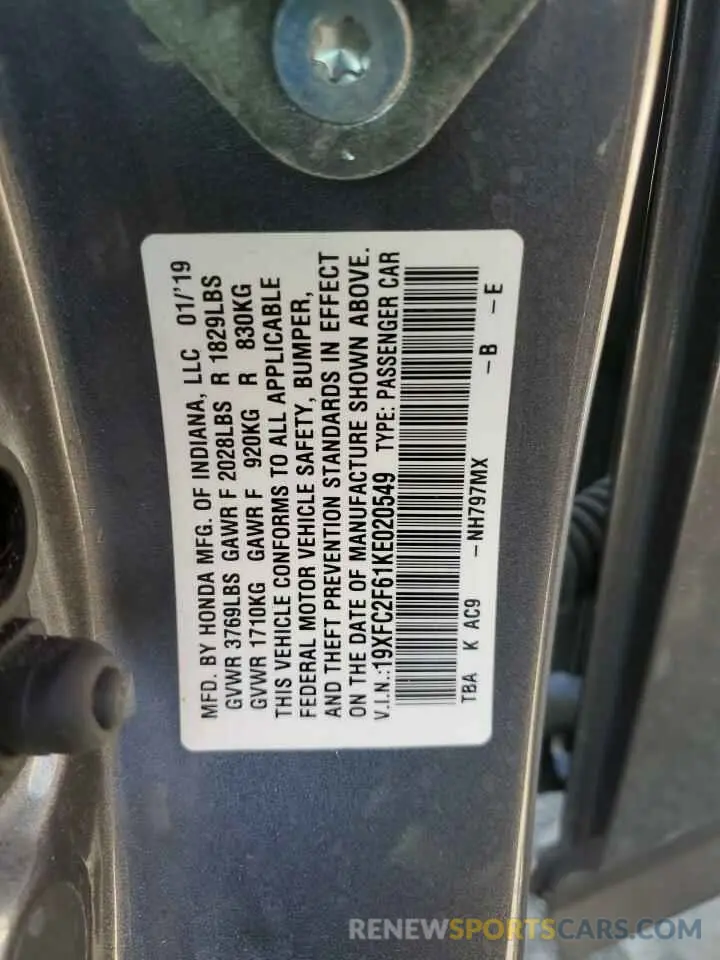 MFD. BY HONDA MFG. OF INDIANA, LLC 01/'19
GVWR 3769LBS GAWR F 2028LBS R 1829LBS
GVWR 1710KG GAWR F 920KG R 830KG
THIS VEHICLE CONFORMS TO ALL APPLICABLE
FEDERAL MOTOR VEHICLE SAFETY, BUMPER,
AND THEFT PREVENTION STANDARDS IN EFFECT
ON THE DATE OF MANUFACTURE SHOWN ABOVE.
V.I.N.:19XFC2F61KE020549 TYPE: PASSENGER CAR
TBA K AC9 -NH797MX -B -E
RENEWSPORTSCARS.COM